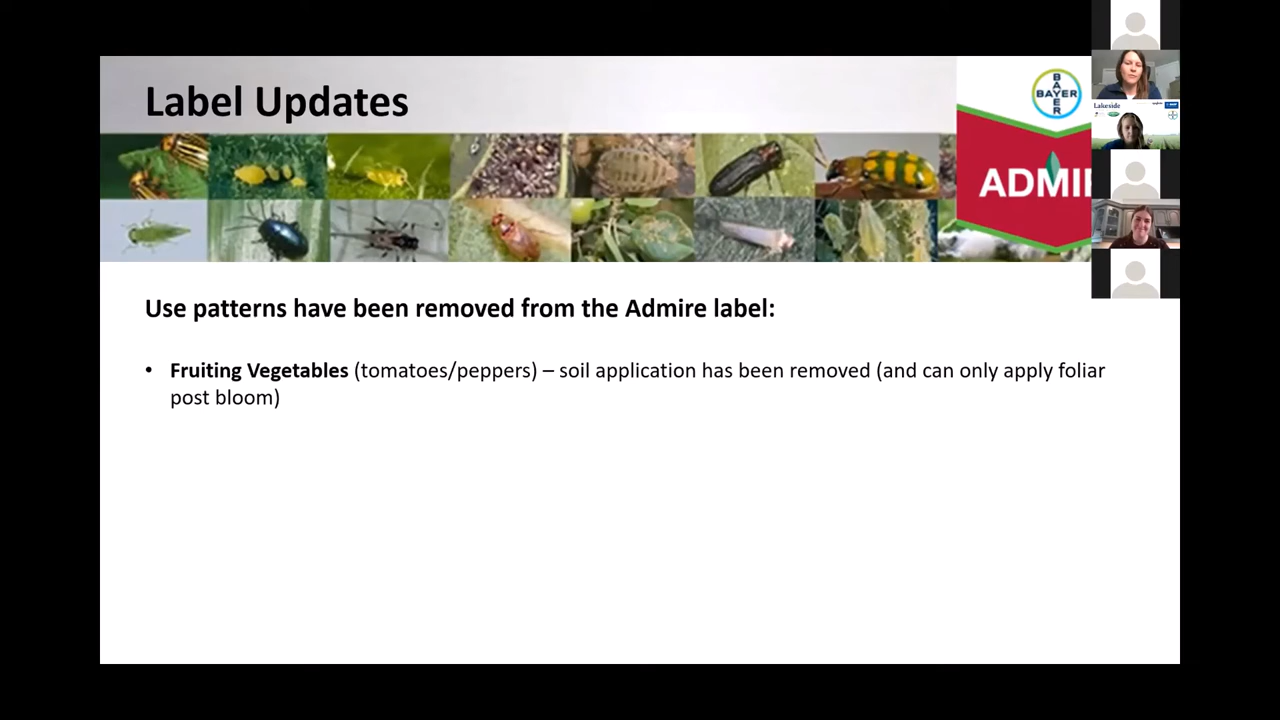 Label Updates
BAYER
BAYER
ADMI
Lakeside
Use patterns have been removed from the Admire label:
• Fruiting Vegetables (tomatoes/peppers) – soil application has been removed (and can only apply foliar
post bloom)